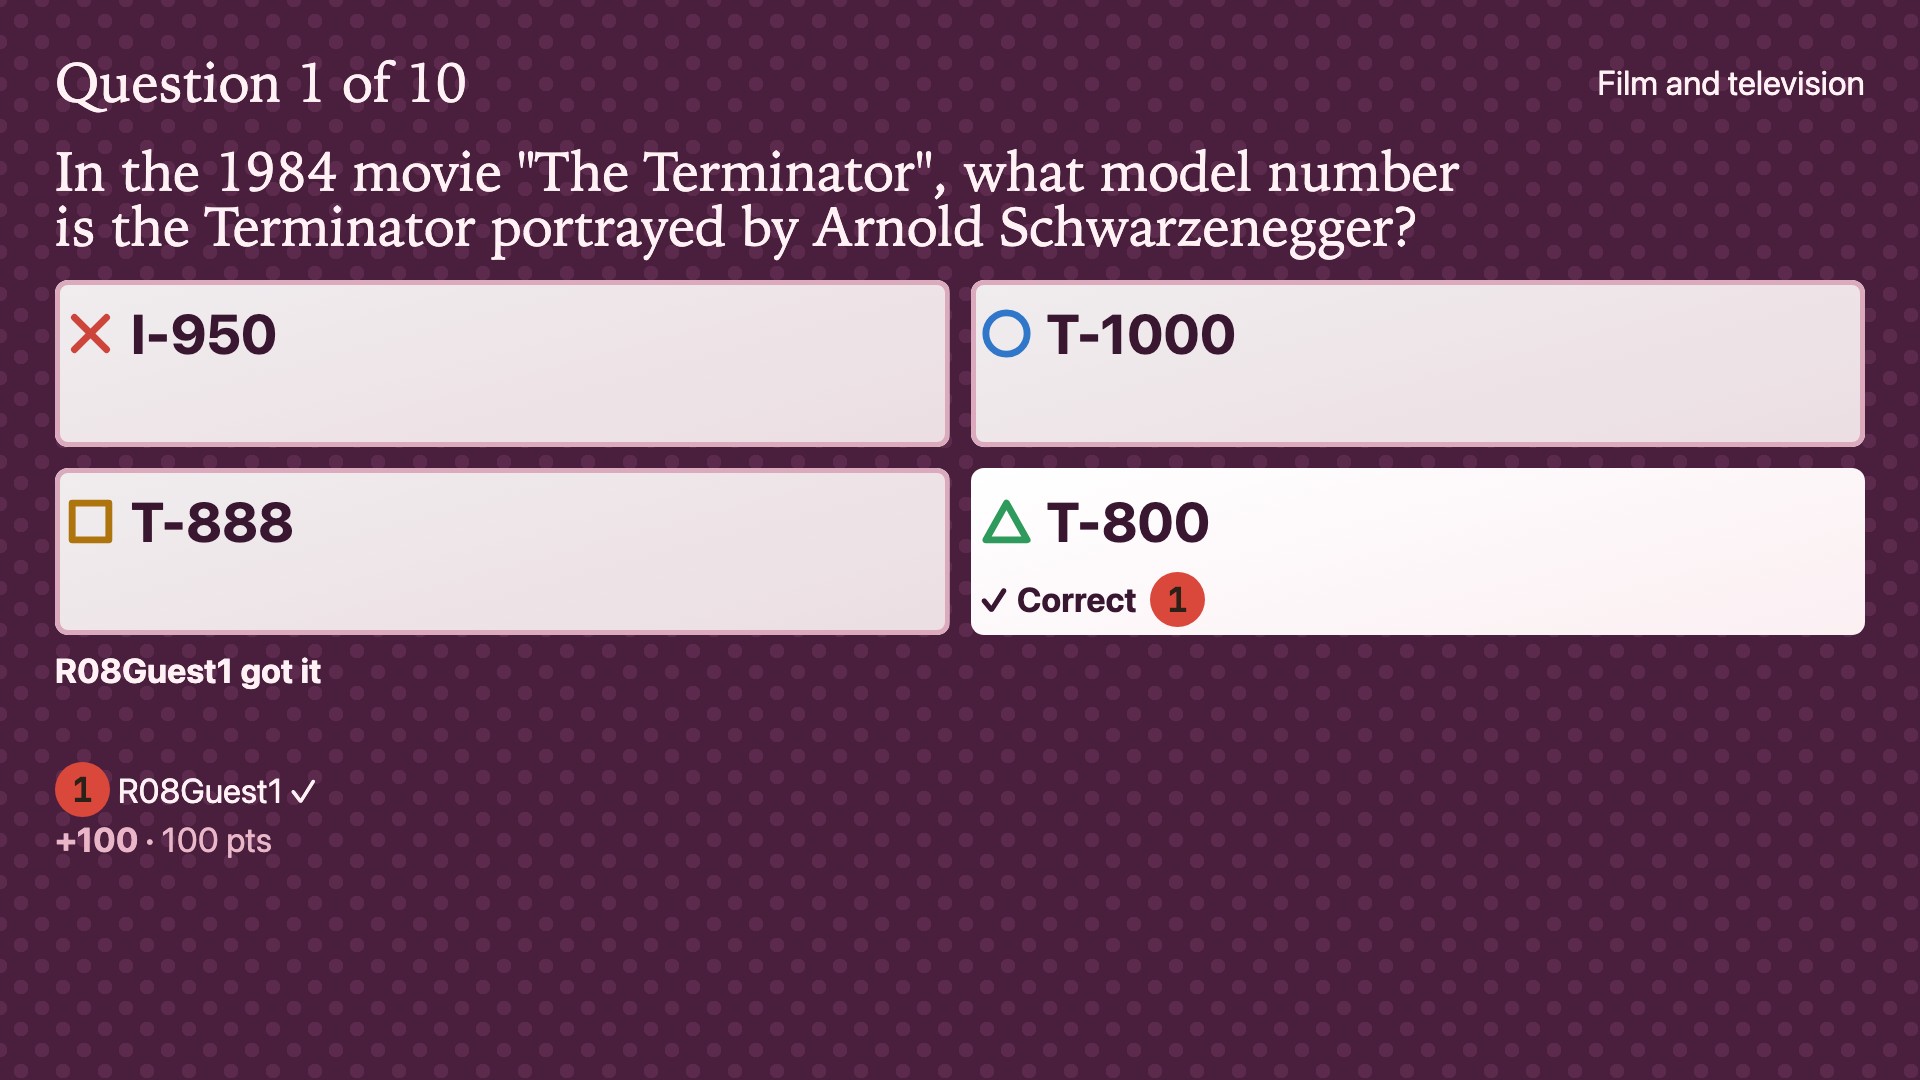 Question 1 of 10
Film and television
In the 1984 movie "The Terminator", what model number
is the Terminator portrayed by Arnold Schwarzenegger?
I-950
T-1000
T-888
T-800
✓ Correct 1
R08Guest1 got it
1 R08Guest1 ✓
+100 · 100 pts